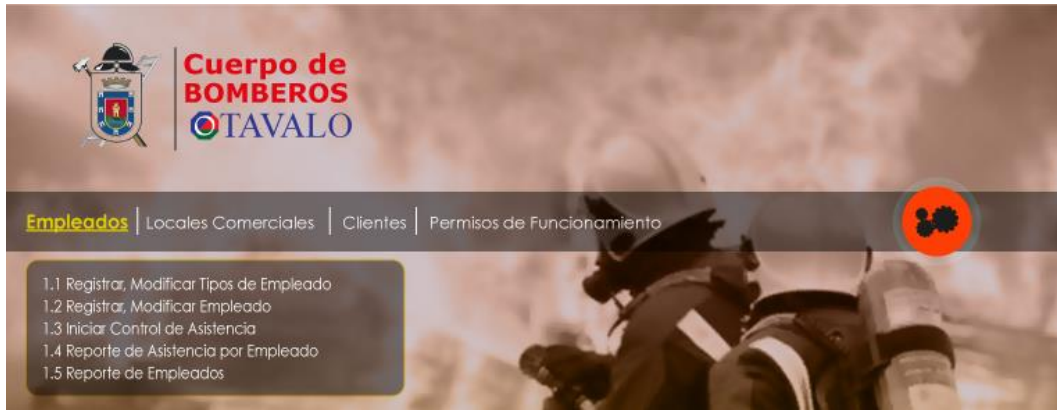 Cuerpo de
BOMBEROS
OTAVALO
Empleados | Locales Comerciales | Clientes | Permisos de Funcionamiento
1.1 Registrar, Modificar Tipos de Empleado
1.2 Registrar, Modificar Empleado
1.3 Iniciar Control de Asistencia
1.4 Reporte de Asistencia por Empleado
1.5 Reporte de Empleados